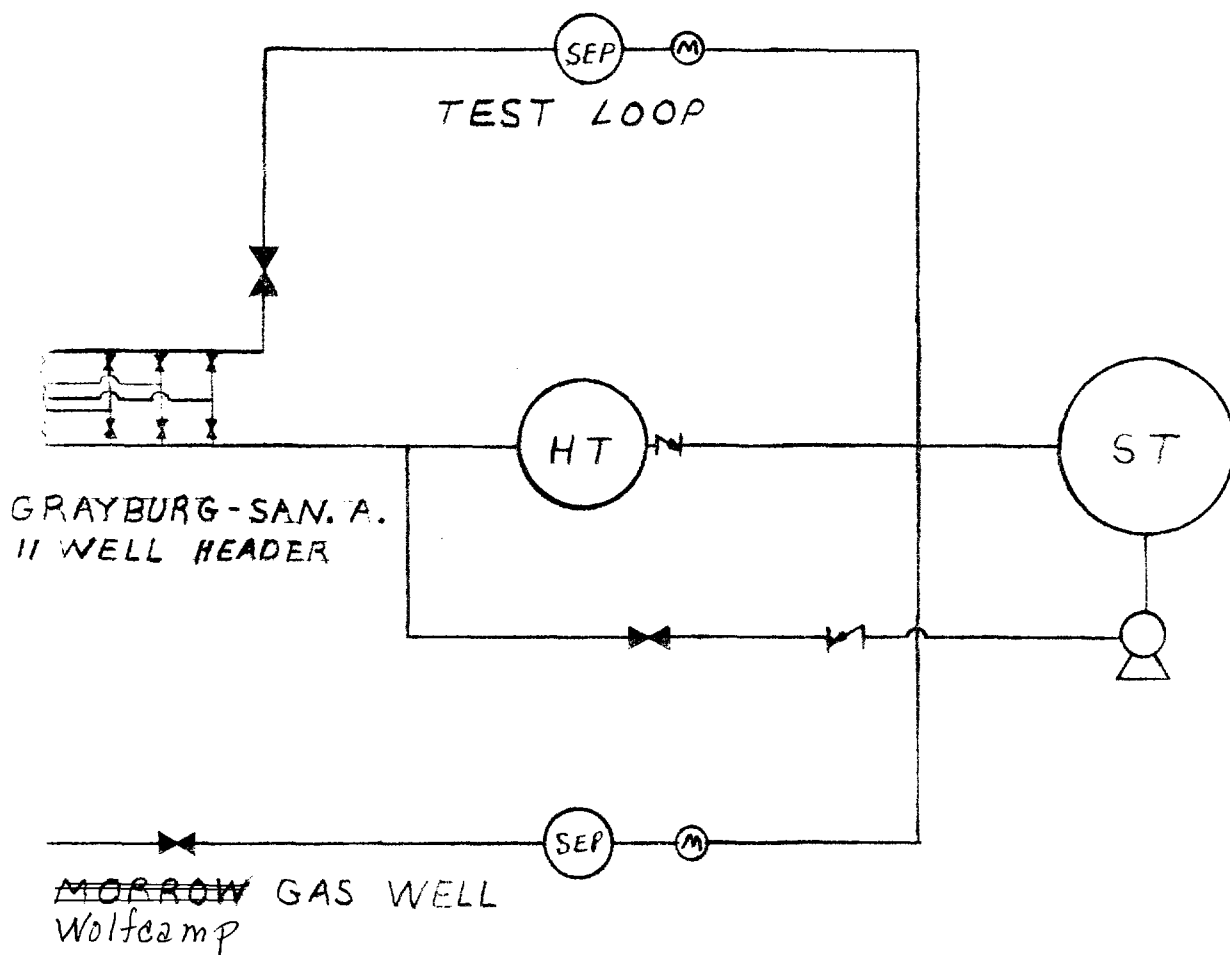 SEP M
TEST LOOP
HT
ST
GRAYBURG-SAN. A.
11 WELL HEADER
SEP M
MORROW GAS WELL
Wolfcamp